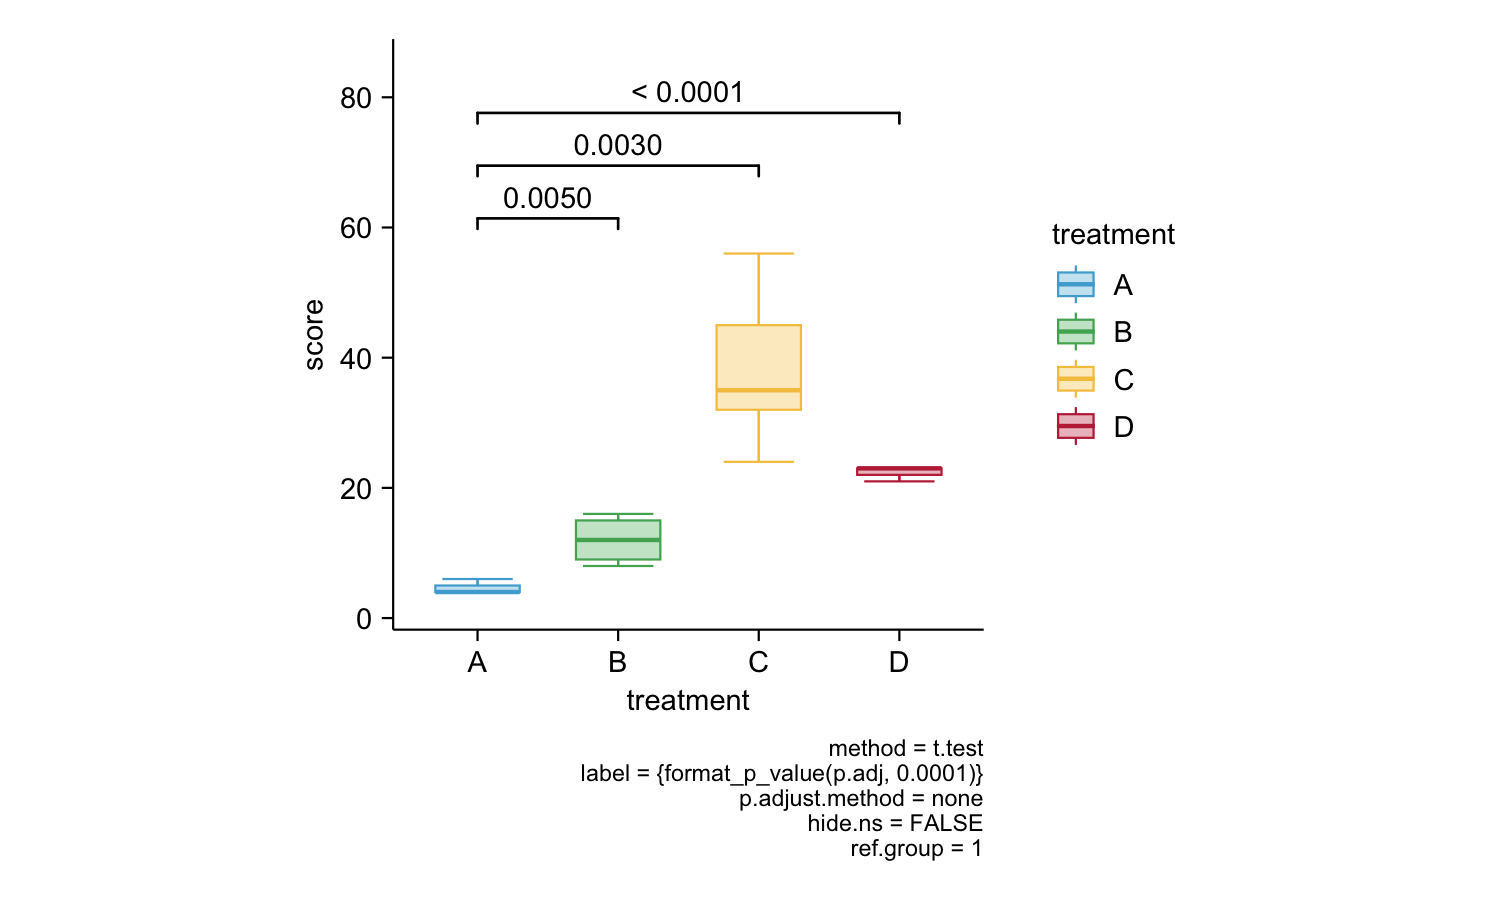 < 0.0001
80
0.0030
0.0050
60
40
20
0
score
A B C D
treatment
treatment
A
B
C
D
method = t.test
label = {format_p_value(p.adj, 0.0001)}
p.adjust.method = none
hide.ns = FALSE
ref.group = 1